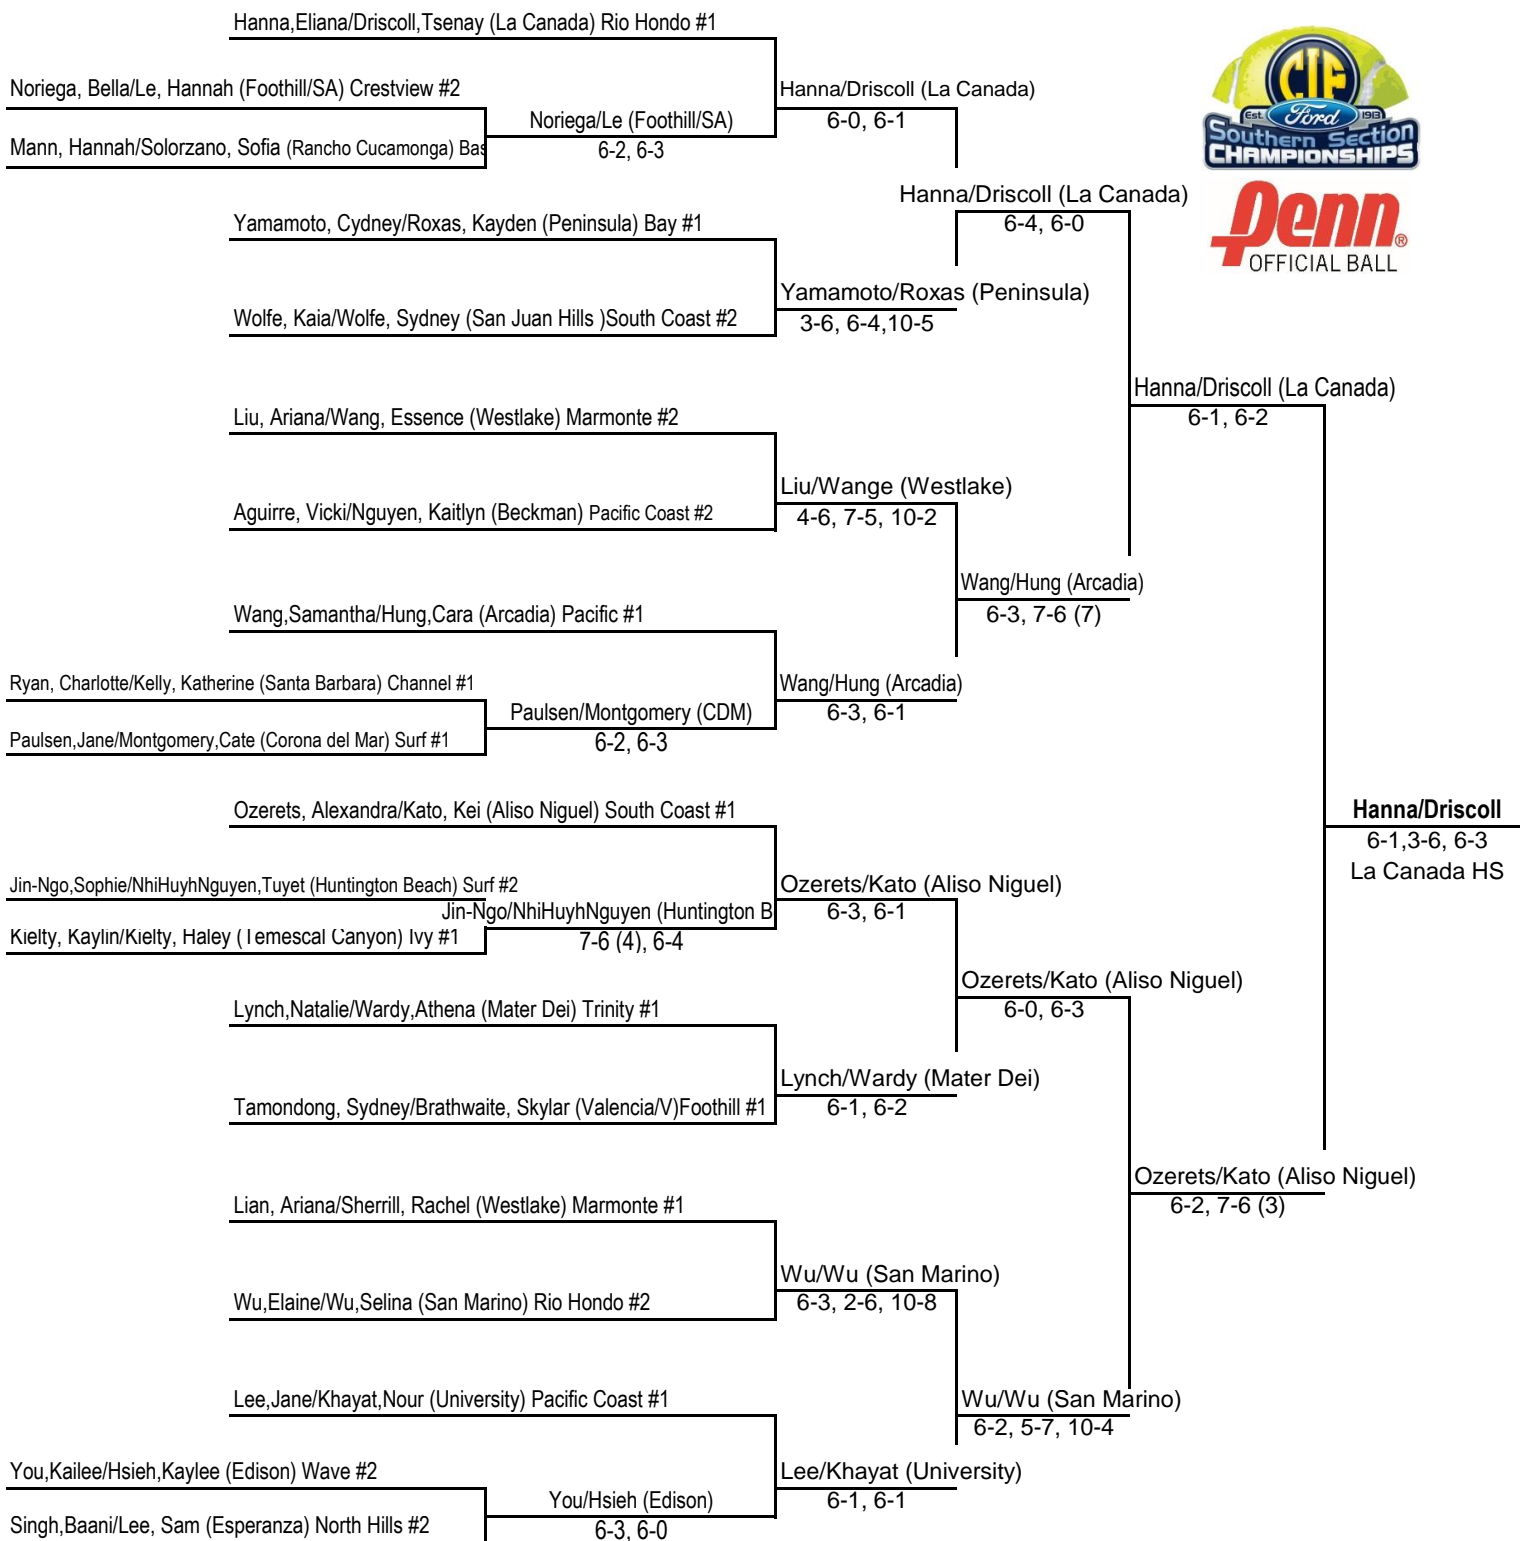 Hanna,Eliana/Driscoll,Tsenay (La Canada) Rio Hondo #1
Noriega, Bella/Le, Hannah (Foothill/SA) Crestview #2
Mann, Hannah/Solorzano, Sofia (Rancho Cucamonga) Bas
Noriega/Le (Foothill/SA)
6-2, 6-3
Hanna/Driscoll (La Canada)
6-0, 6-1
Yamamoto, Cydney/Roxas, Kayden (Peninsula) Bay #1
Wolfe, Kaia/Wolfe, Sydney (San Juan Hills )South Coast #2
Yamamoto/Roxas (Peninsula)
3-6, 6-4,10-5
Hanna/Driscoll (La Canada)
6-4, 6-0
CIF
Est. Ford 1913
Southern Section
CHAMPIONSHIPS
Penn®
OFFICIAL BALL
Liu, Ariana/Wang, Essence (Westlake) Marmonte #2
Aguirre, Vicki/Nguyen, Kaitlyn (Beckman) Pacific Coast #2
Liu/Wange (Westlake)
4-6, 7-5, 10-2
Wang,Samantha/Hung,Cara (Arcadia) Pacific #1
Ryan, Charlotte/Kelly, Katherine (Santa Barbara) Channel #1
Paulsen,Jane/Montgomery,Cate (Corona del Mar) Surf #1
Paulsen/Montgomery (CDM)
6-2, 6-3
Wang/Hung (Arcadia)
6-3, 6-1
Wang/Hung (Arcadia)
6-3, 7-6 (7)
Hanna/Driscoll (La Canada)
6-1, 6-2
Ozerets, Alexandra/Kato, Kei (Aliso Niguel) South Coast #1
Jin-Ngo,Sophie/NhiHuyhNguyen,Tuyet (Huntington Beach) Surf #2
Kielty, Kaylin/Kielty, Haley (Temescal Canyon) Ivy #1
Jin-Ngo/NhiHuyhNguyen (Huntington B
7-6 (4), 6-4
Ozerets/Kato (Aliso Niguel)
6-3, 6-1
Lynch,Natalie/Wardy,Athena (Mater Dei) Trinity #1
Tamondong, Sydney/Brathwaite, Skylar (Valencia/V)Foothill #1
Lynch/Wardy (Mater Dei)
6-1, 6-2
Ozerets/Kato (Aliso Niguel)
6-0, 6-3
Lian, Ariana/Sherrill, Rachel (Westlake) Marmonte #1
Wu,Elaine/Wu,Selina (San Marino) Rio Hondo #2
Wu/Wu (San Marino)
6-3, 2-6, 10-8
Lee,Jane/Khayat,Nour (University) Pacific Coast #1
You,Kailee/Hsieh,Kaylee (Edison) Wave #2
Singh,Baani/Lee, Sam (Esperanza) North Hills #2
You/Hsieh (Edison)
6-3, 6-0
Lee/Khayat (University)
6-1, 6-1
Wu/Wu (San Marino)
6-2, 5-7, 10-4
Ozerets/Kato (Aliso Niguel)
6-2, 7-6 (3)
Hanna/Driscoll
6-1,3-6, 6-3
La Canada HS